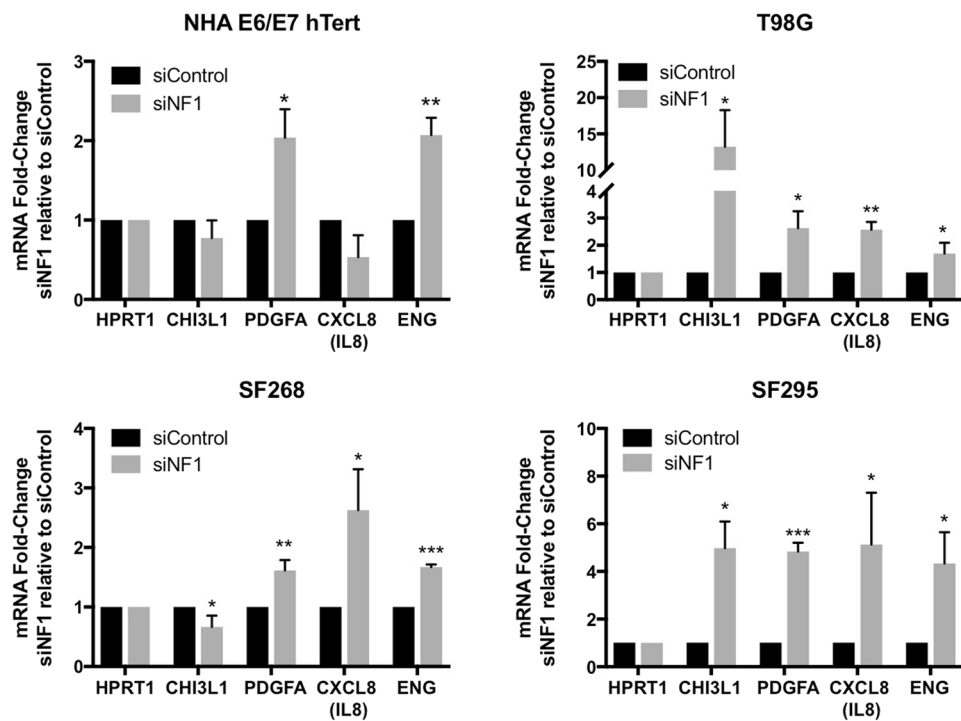 NHA E6/E7 hTert
mRNA Fold-Change
siNF1 relative to siControl
3
2
1
0
siControl
siNF1
*
**
HPRT1 CHI3L1 PDGFA CXCL8 ENG
(IL8)
T98G
mRNA Fold-Change
siNF1 relative to siControl
25
20
15
10
4
3
2
1
0
siControl
siNF1
*
*
**
*
HPRT1 CHI3L1 PDGFA CXCL8 ENG
(IL8)
SF268
mRNA Fold-Change
siNF1 relative to siControl
4
3
2
1
0
siControl
siNF1
*
**
*
***
HPRT1 CHI3L1 PDGFA CXCL8 ENG
(IL8)
SF295
mRNA Fold-Change
siNF1 relative to siControl
10
8
6
4
2
0
siControl
siNF1
*
***
*
*
HPRT1 CHI3L1 PDGFA CXCL8 ENG
(IL8)